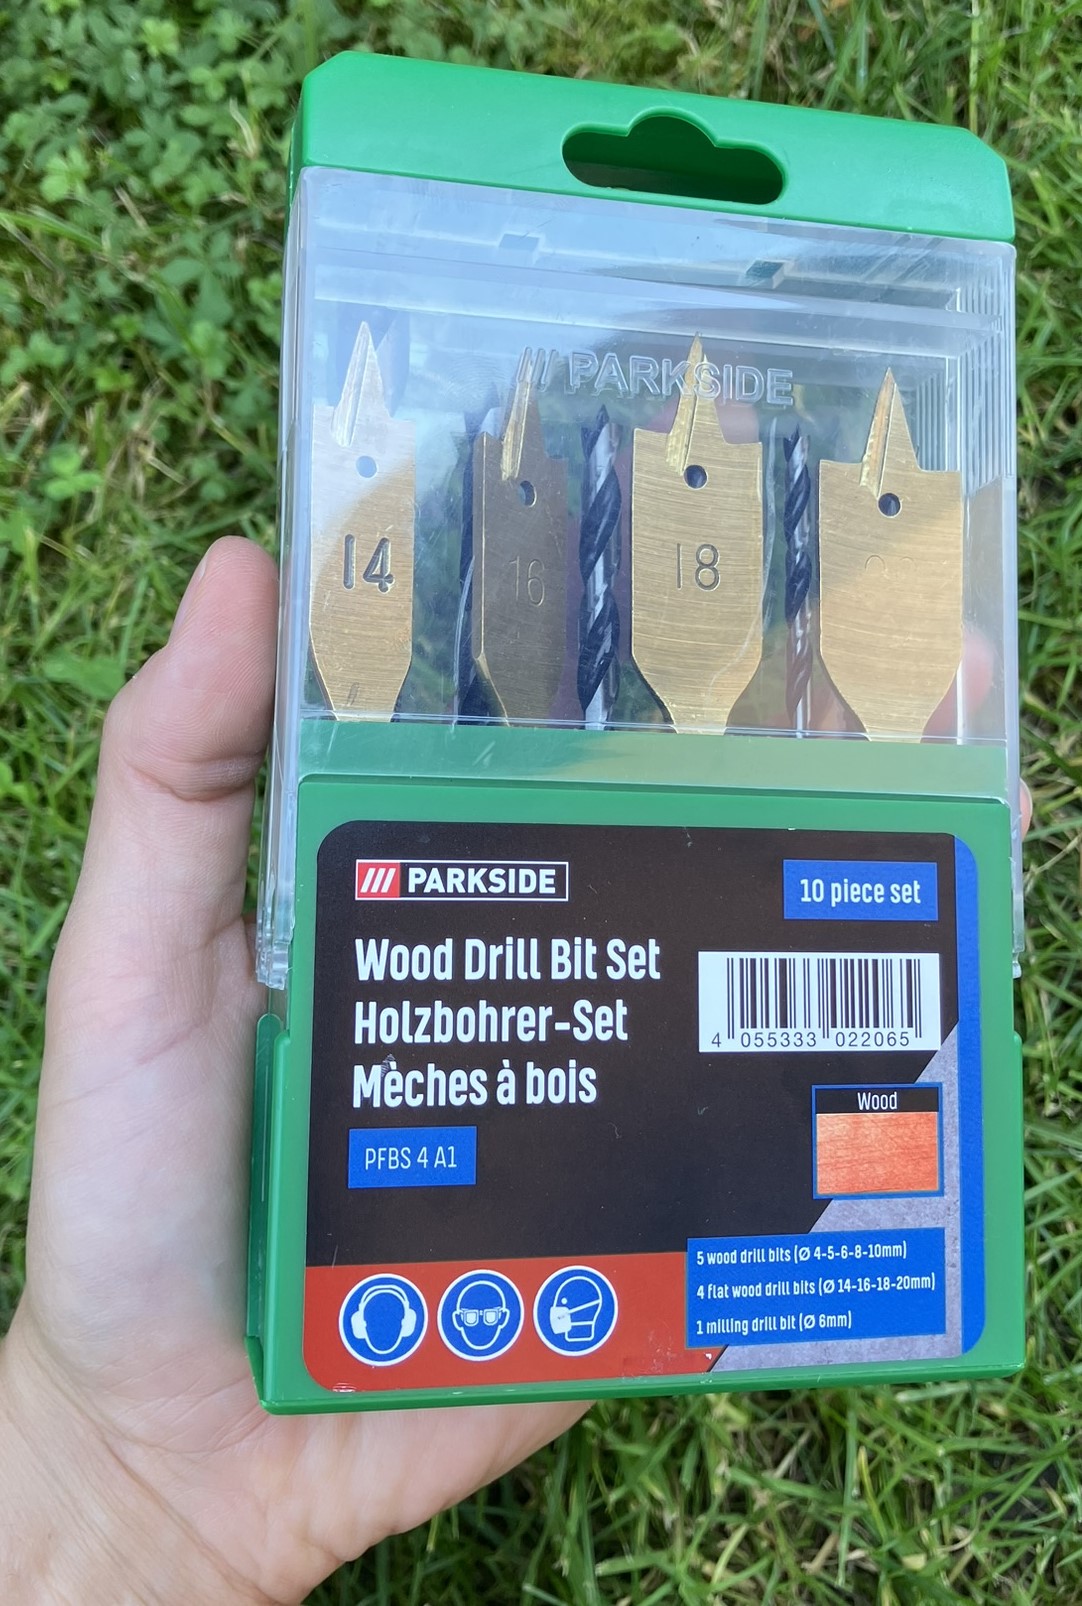 /// PARKSIDE
14
16
18
/// PARKSIDE
10 piece set
Wood Drill Bit Set
Holzbohrer-Set
Mèches à bois
4 055333 022065
PFBS 4 A1
Wood
5 wood drill bits (Ø 4-5-6-8-10mm)
4 flat wood drill bits (Ø 14-16-18-20mm)
1 milling drill bit (Ø 6mm)